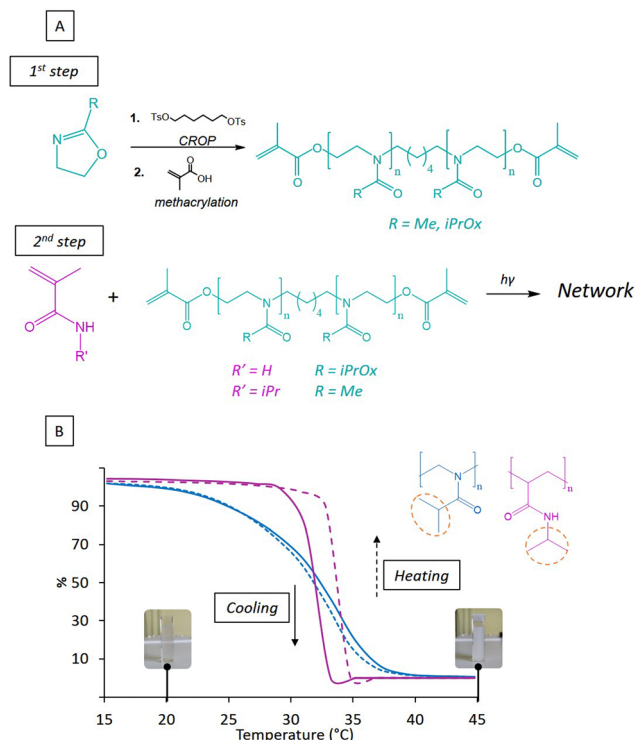 A
1st step
R
N
O
1.
TsO
OTs
CROP
2.
O
OH
methacrylation
O
O
N
n
4
N
n
O
O
R
O
R
O
R = Me, iPrOx
2nd step
O
NH
R'
+
O
O
N
n
4
N
n
O
O
R
O
R
O
hγ
Network
R' = H
R = iPrOx
R' = iPr
R = Me
B
90
70
50
30
10
%
Cooling
Heating
N
n
O
n
O
NH
15
20
25
30
35
40
45
Temperature (°C)